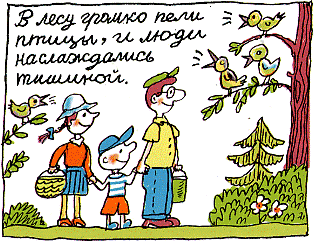 В лесу громко пели
птицы, и люди
наслаждались
тишиной.